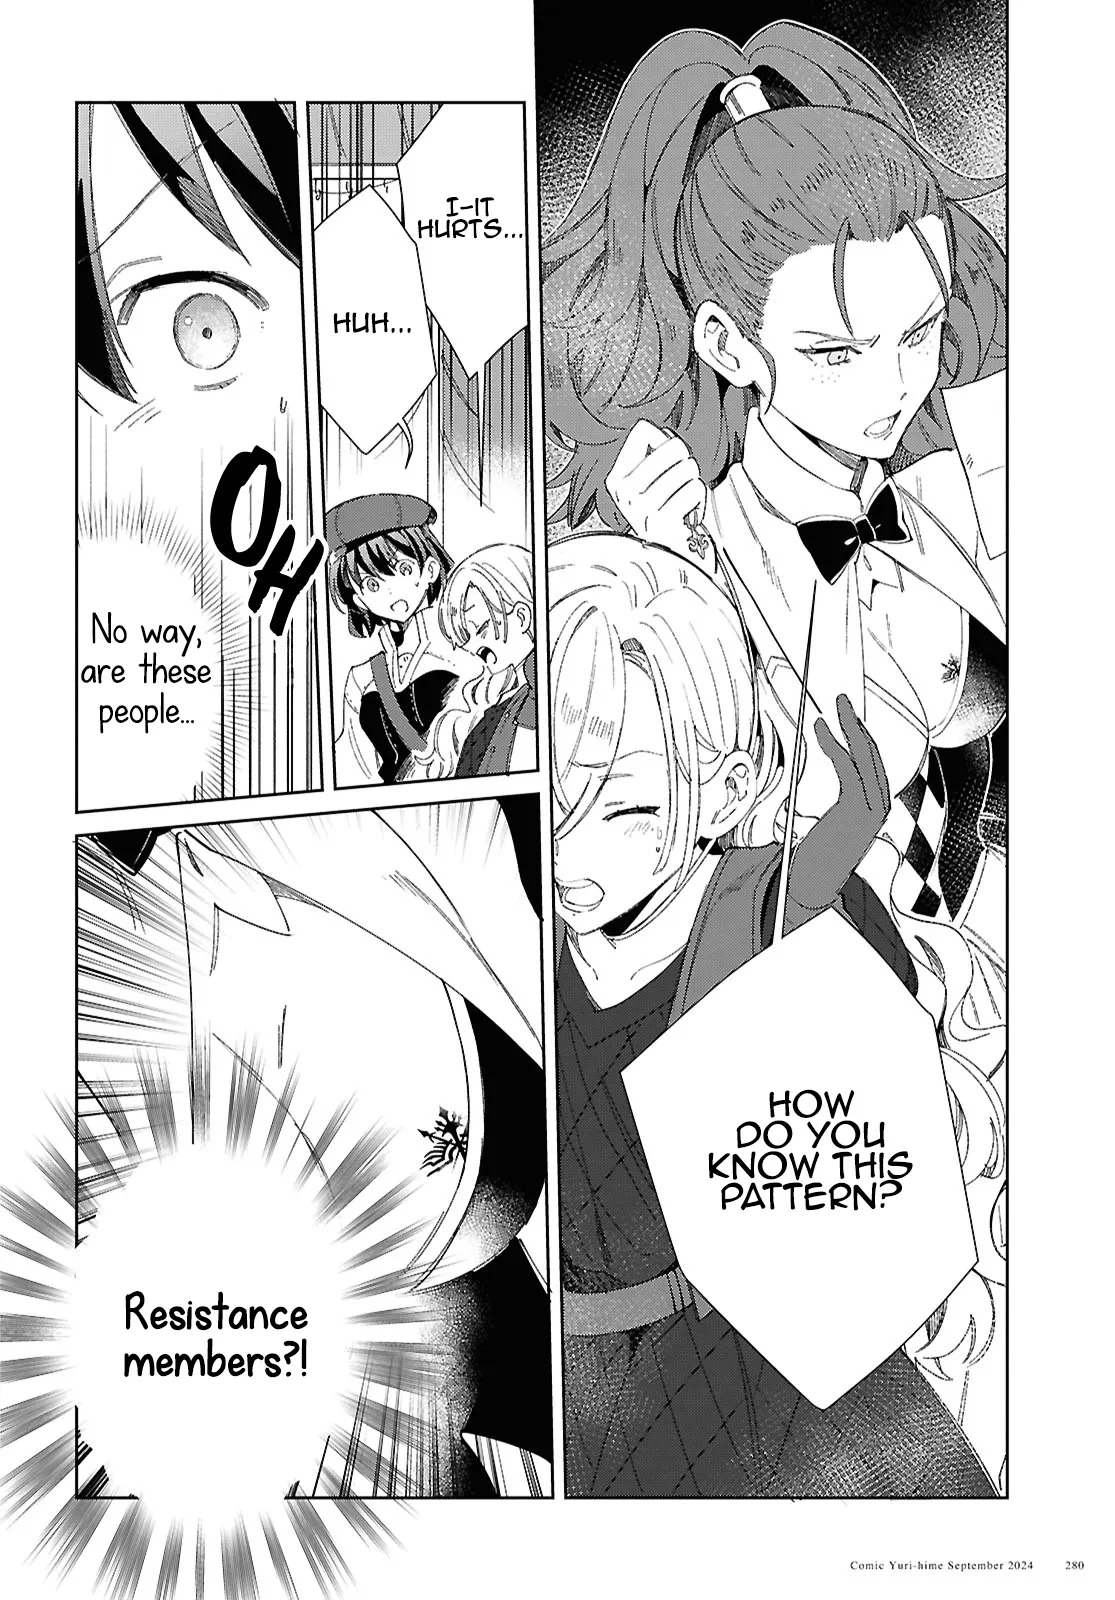 HOW
DO YOU
KNOW THIS
PATTERN?
I-IT
HURTS...
HUH...
OH
No way,
are these
people...
Resistance
members?!
Comic Yuri-hime September 2024 280